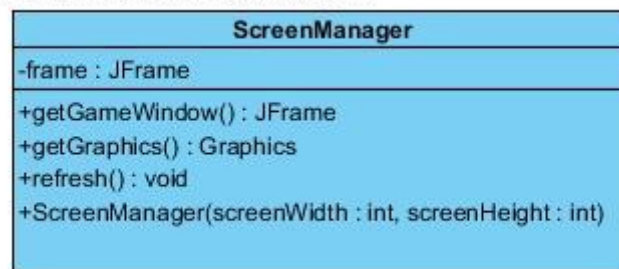 ScreenManager
-frame : JFrame
+getGameWindow() : JFrame
+getGraphics() : Graphics
+refresh() : void
+ScreenManager(screenWidth : int, screenHeight : int)